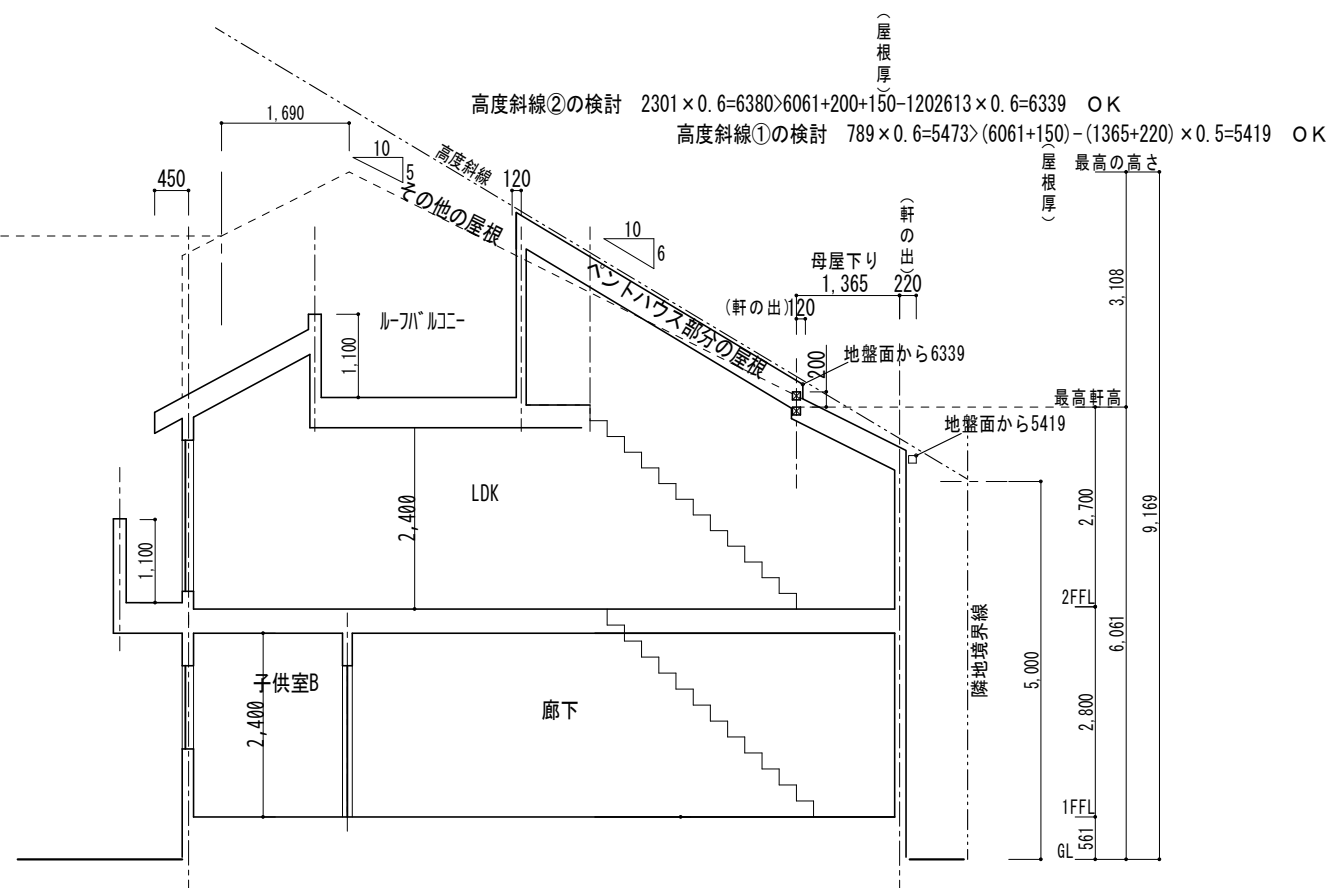 (屋根厚)
高度斜線②の検討 2301×0.6=6380>6061+200+150-1202613×0.6=6339 ＯＫ
高度斜線①の検討 789×0.6=5473>(6061+150)-(1365+220)×0.5=5419 ＯＫ
(屋根厚)
最高の高さ
1,690
10
5
高度斜線
450
120
その他の屋根
10
6
(軒の出)
母屋下り
1,365
220
3,108
ペントハウス部分の屋根
(軒の出)
120
ルーフバルコニー
1,100
200
地盤面から6339
最高軒高
地盤面から5419
LDK
2,400
2,700
9,169
1,100
2FFL
隣地境界線
6,061
5,000
子供室B
2,400
廊下
2,800
1FFL
561
GL